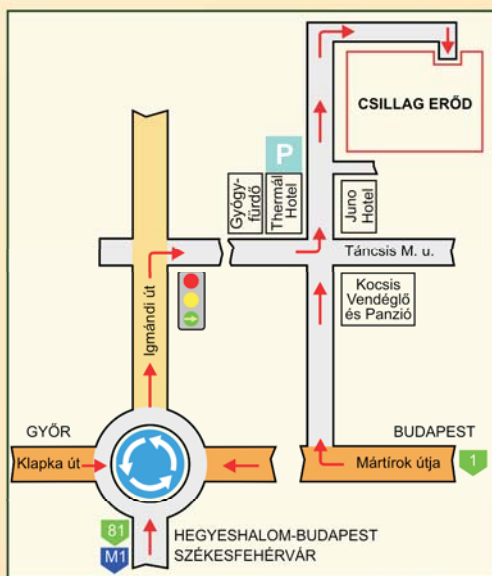 CSILLAG ERŐD
P
Gyógy-
fürdő
Thermál
Hotel
Juno
Hotel
Táncsis M. u.
Kocsis
Vendéglő
és Panzió
Igmándi út
GYŐR
Klapka út
BUDAPEST
Mártírok útja
1
81
M1
HEGYESHALOM-BUDAPEST
SZÉKESFEHÉRVÁR